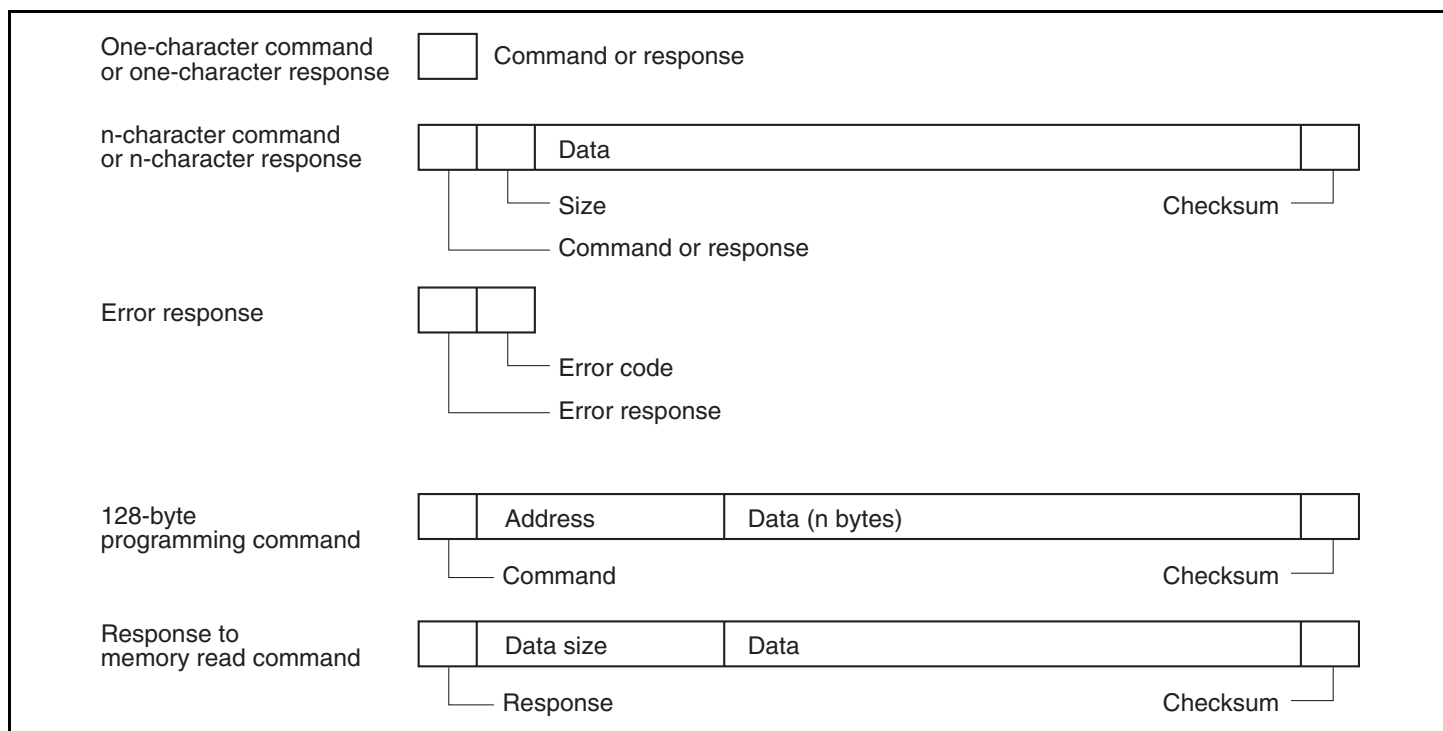 One-character command
or one-character response
Command or response
n-character command
or n-character response
Data
Size
Checksum
Command or response
Error response
Error code
Error response
128-byte
programming command
Address
Data (n bytes)
Command
Checksum
Response to
memory read command
Data size
Data
Response
Checksum